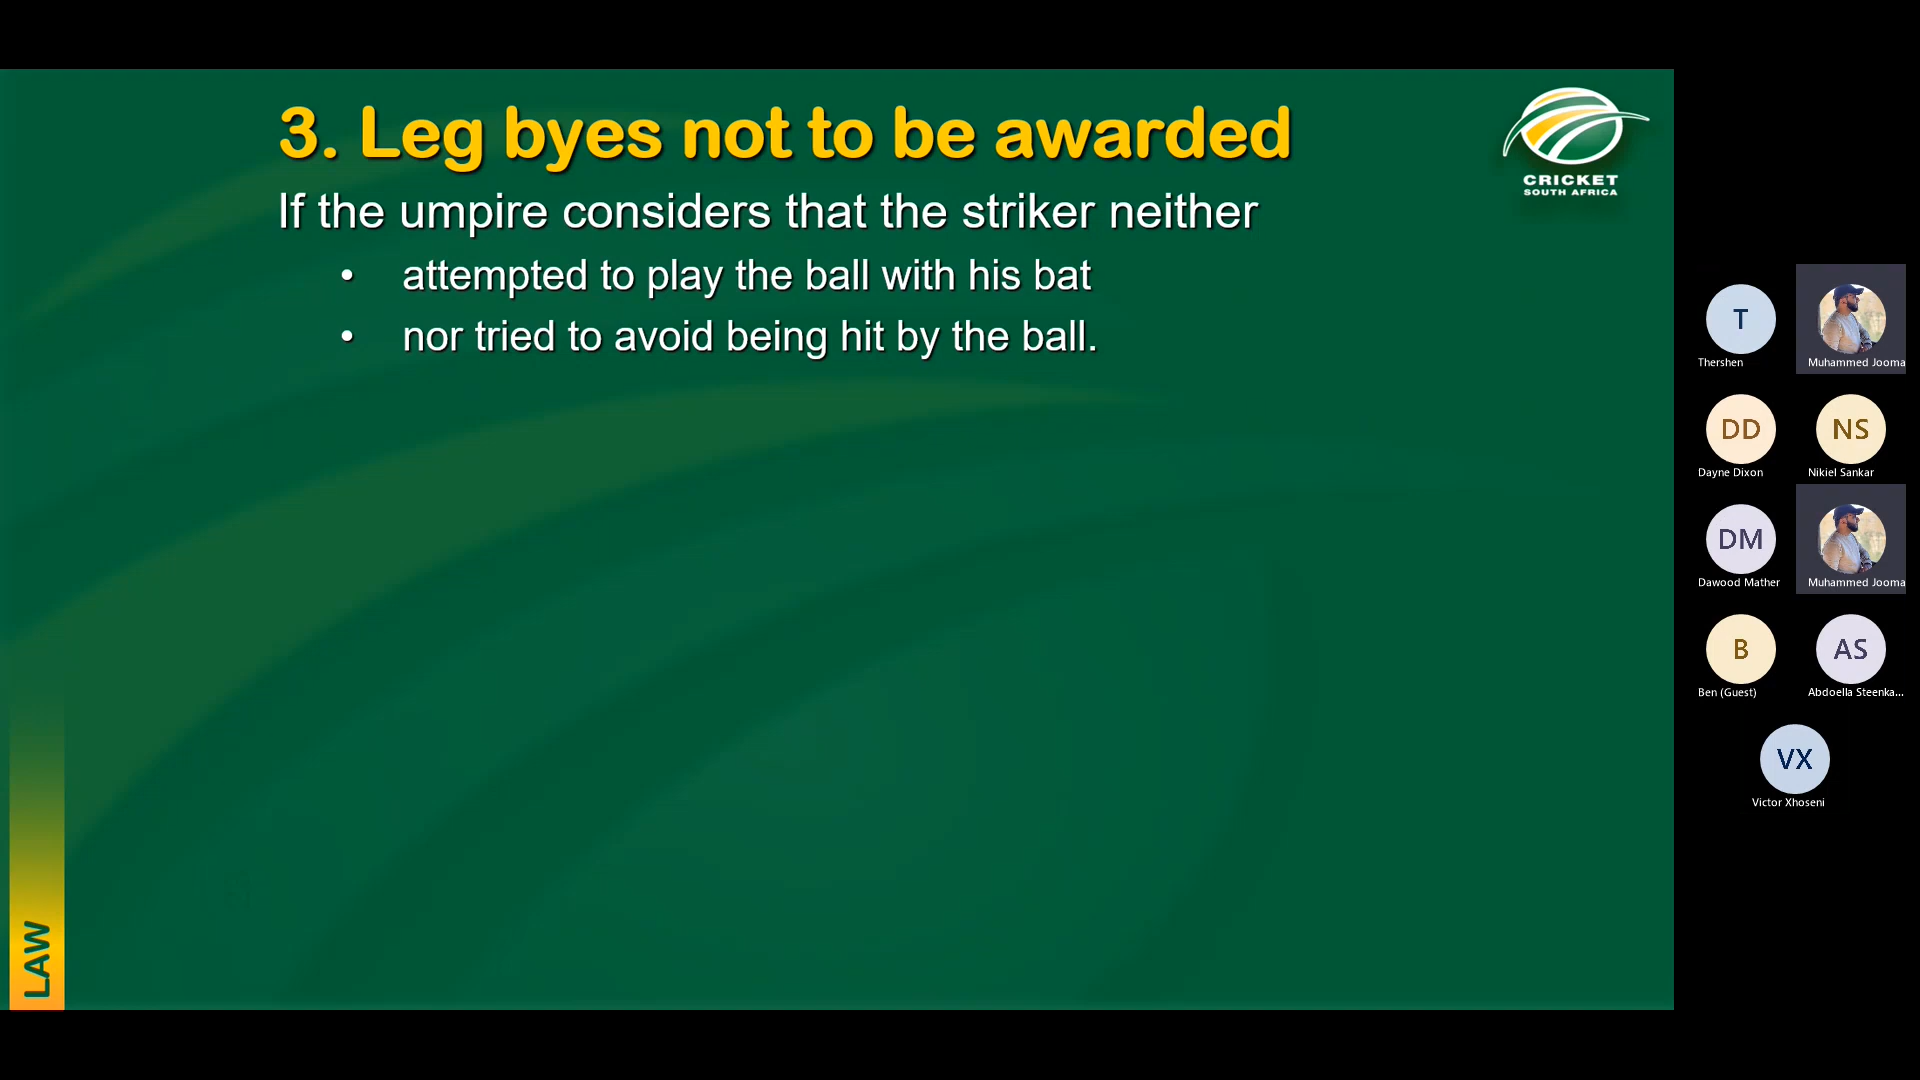 3. Leg byes not to be awarded
If the umpire considers that the striker neither
• attempted to play the ball with his bat
• nor tried to avoid being hit by the ball.
CRICKET
SOUTH AFRICA
LAW
T
Thershen
Muhammed Jooma
DD
Dayne Dixon
NS
Nikiel Sankar
DM
Dawood Mather
Muhammed Jooma
B
Ben (Guest)
AS
Abdoella Steenka...
VX
Victor Xhoseni